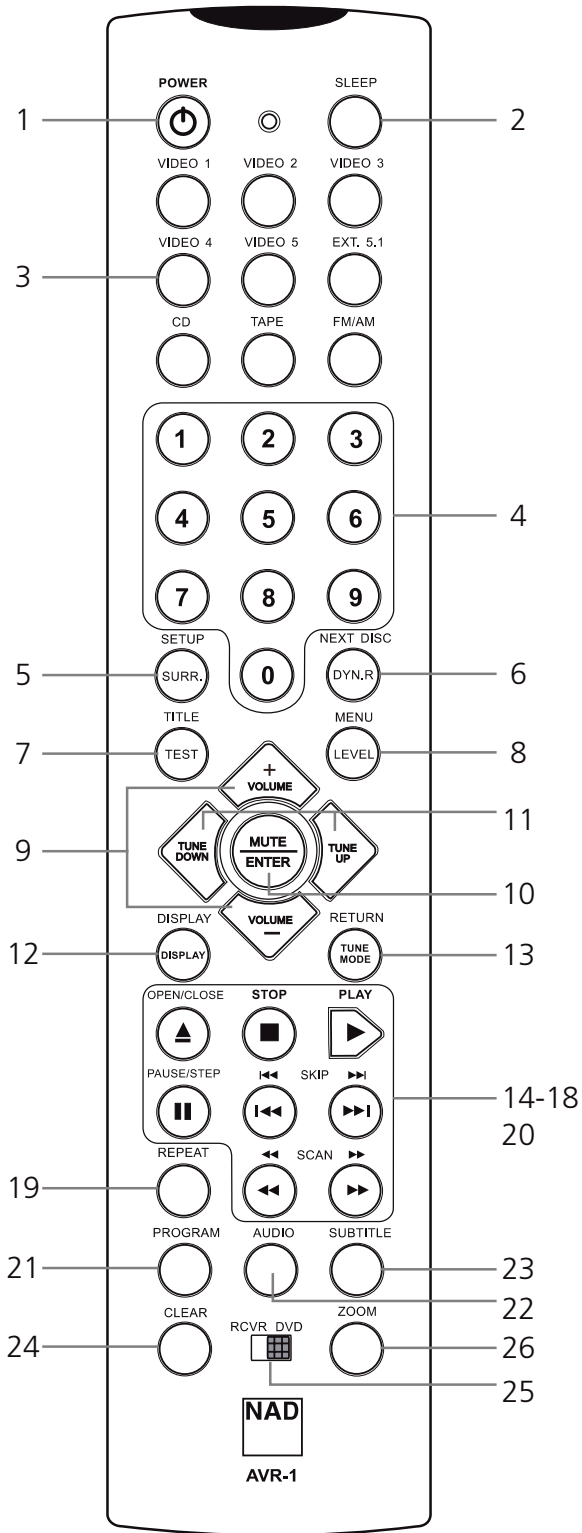 POWER SLEEP
1 2
VIDEO 1 VIDEO 2 VIDEO 3
VIDEO 4 VIDEO 5 EXT. 5.1
3
CD TAPE FM/AM
1 2 3
4 5 6 4
7 8 9
SETUP NEXT DISC
5 SURR. 0 DYN.R 6
TITLE MENU
7 TEST LEVEL 8
+
VOLUME
11
9 TUNE DOWN MUTE ENTER TUNE UP
10
VOLUME
–
DISPLAY RETURN
12 DISPLAY TUNE MODE 13
OPEN/CLOSE STOP PLAY
PAUSE/STEP SKIP
14-18
20
REPEAT SCAN
19
PROGRAM AUDIO SUBTITLE
21 23
22
CLEAR ZOOM
24 RCVR DVD 26
25
NAD
AVR-1